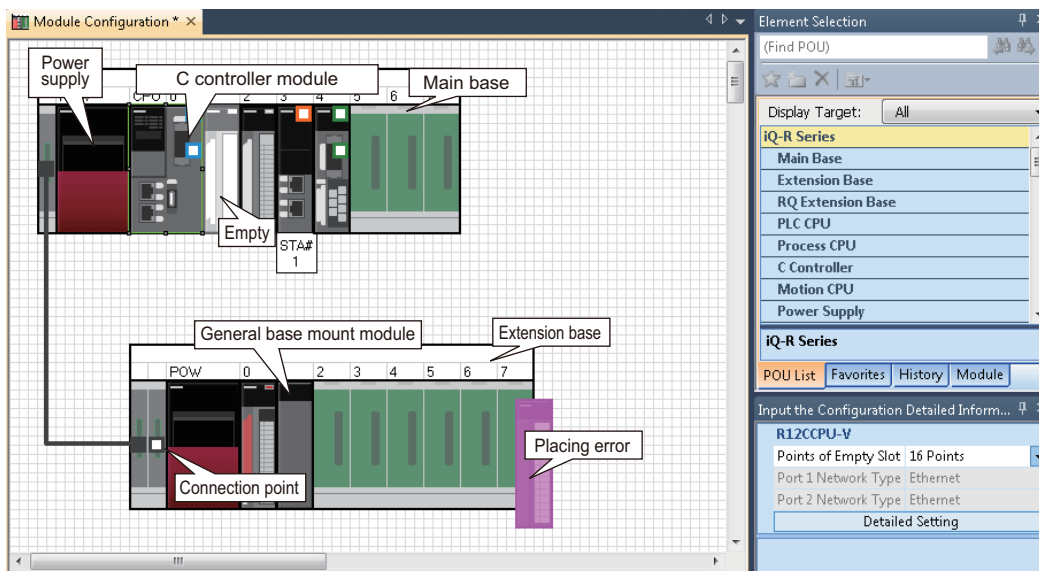 Module Configuration *
Element Selection
(Find POU)
Display Target: All
iQ-R Series
Main Base
Extension Base
RQ Extension Base
PLC CPU
Process CPU
C Controller
Motion CPU
Power Supply
iQ-R Series
POU List Favorites History Module
Input the Configuration Detailed Inform...
R12CCPU-V
Points of Empty Slot 16 Points
Port 1 Network Type Ethernet
Port 2 Network Type Ethernet
Detailed Setting
Power
supply
C controller module
Main base
CPU 0 2 3 4 5 6
Empty
STA#
1
General base mount module
Extension base
POW 0 2 3 4 5 6 7
Placing error
Connection point